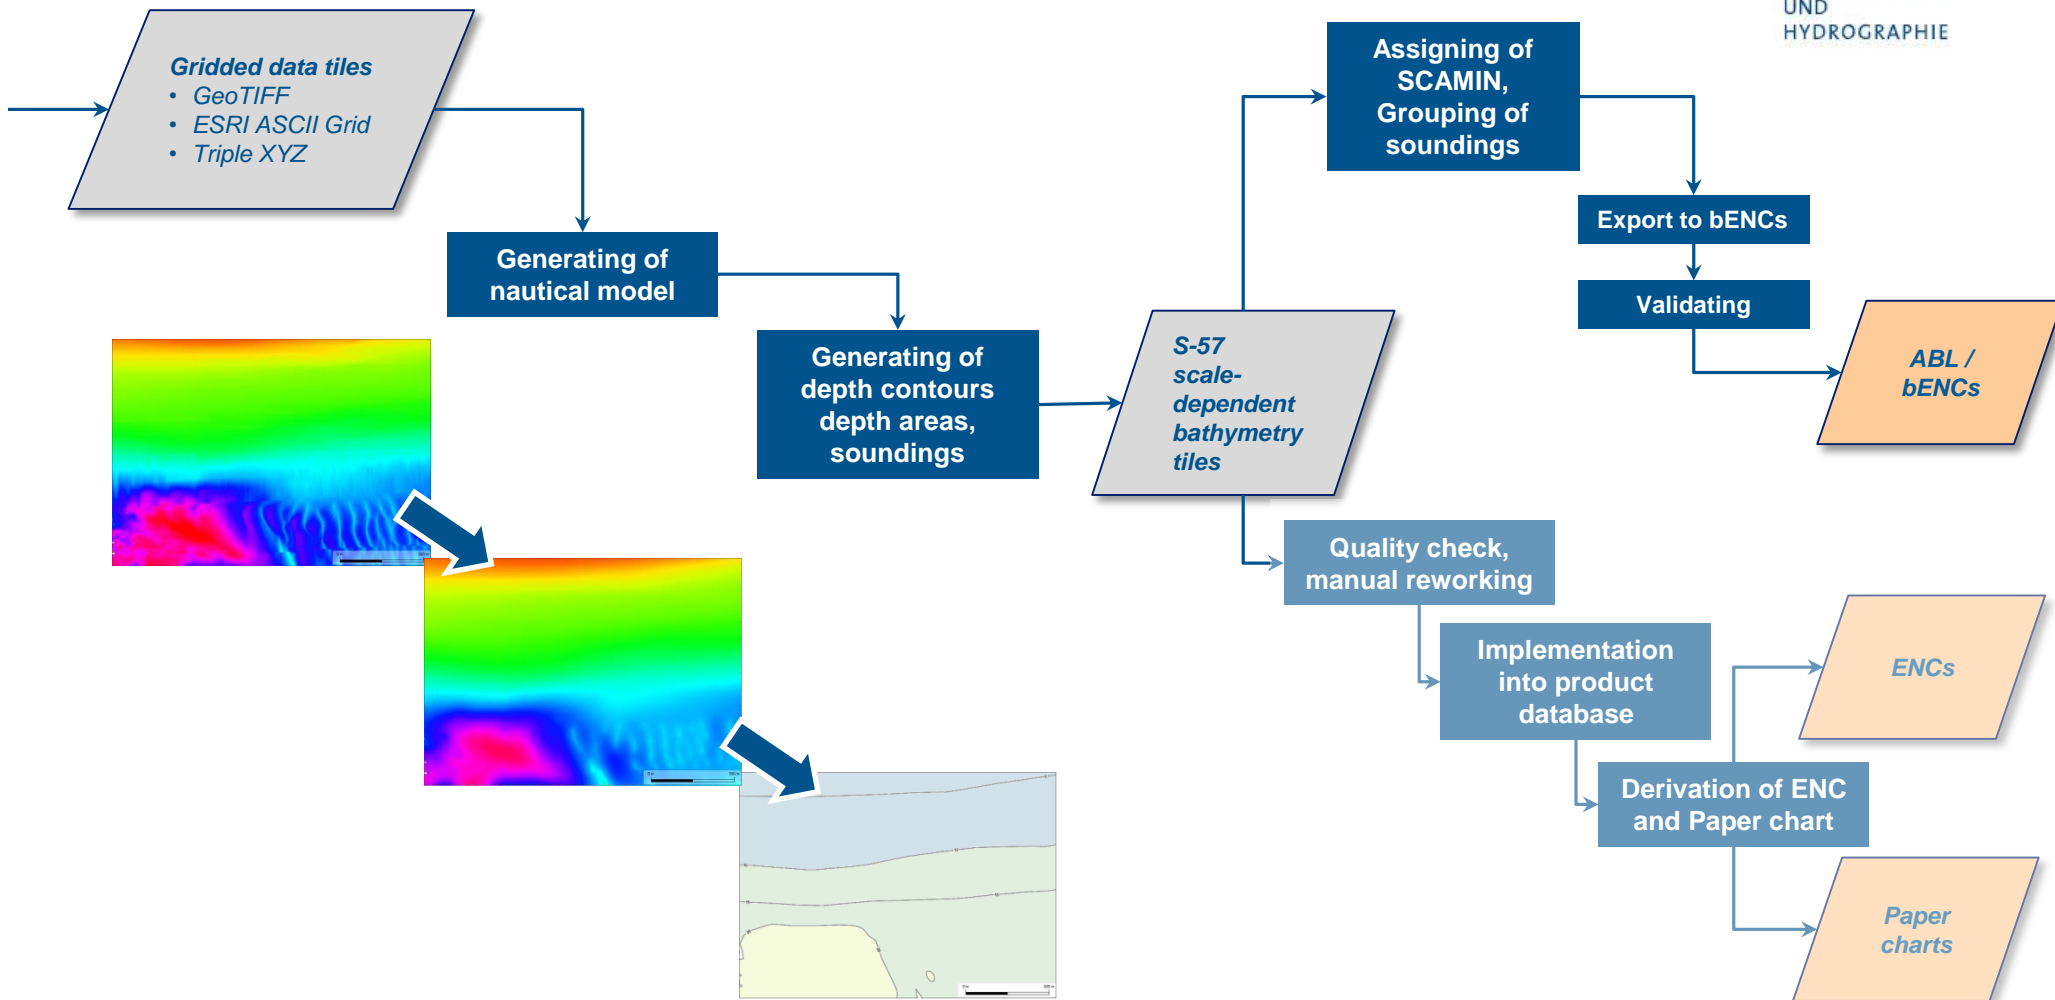 UND
HYDROGRAPHIE
Gridded data tiles
• GeoTIFF
• ESRI ASCII Grid
• Triple XYZ
Generating of
nautical model
Generating of
depth contours
depth areas,
soundings
S-57
scale-
dependent
bathymetry
tiles
Assigning of
SCAMIN,
Grouping of
soundings
Export to bENCs
Validating
ABL /
bENCs
Quality check,
manual reworking
Implementation
into product
database
Derivation of ENC
and Paper chart
ENCs
Paper
charts